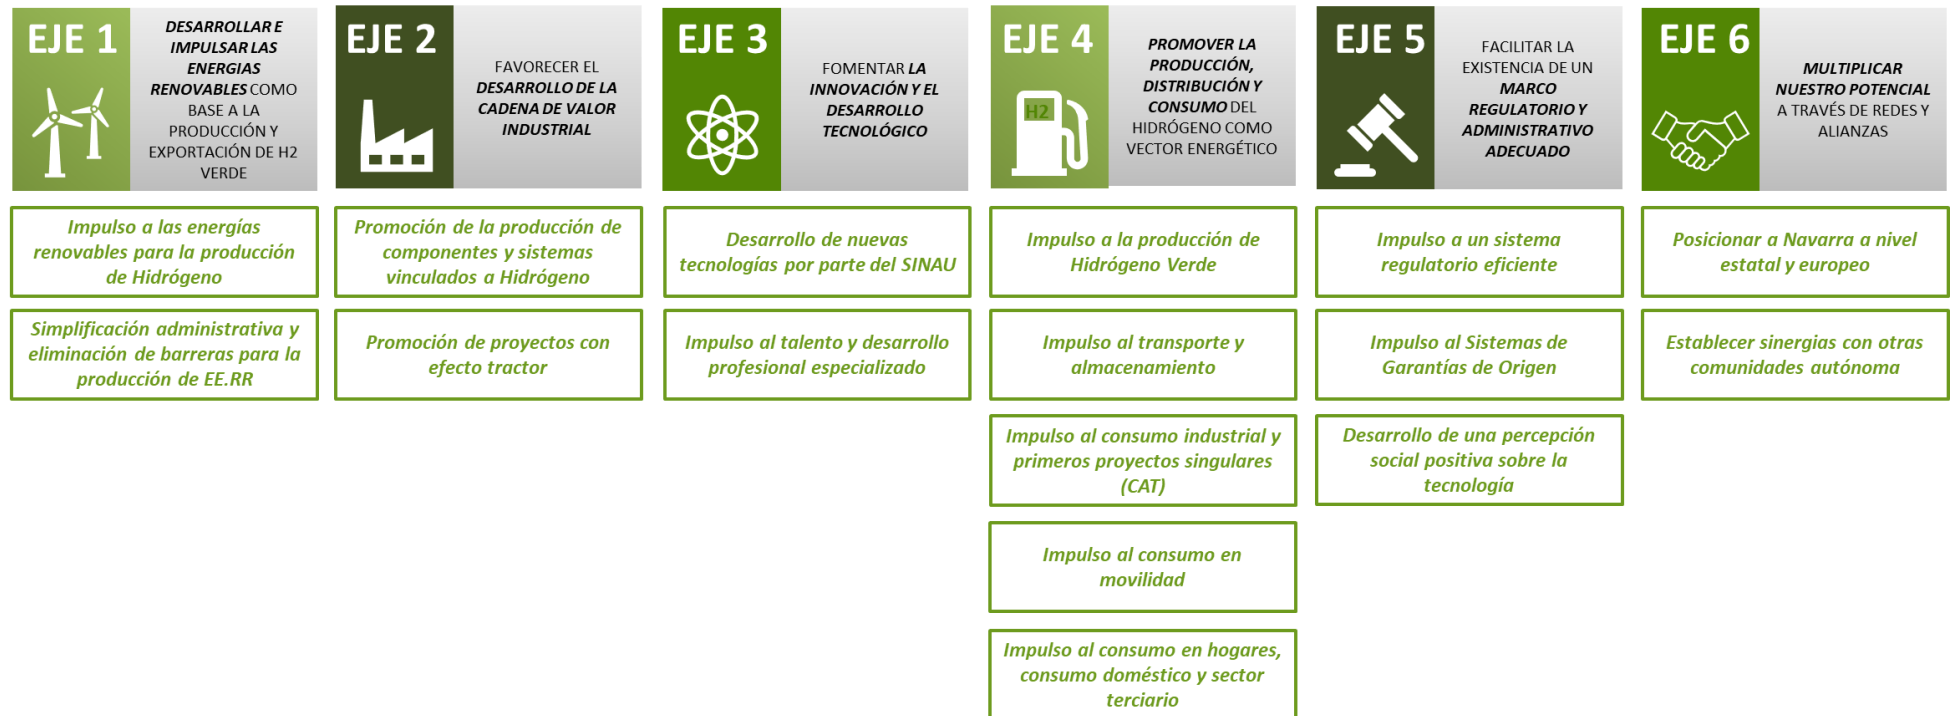 EJE 1
DESARROLLAR E
IMPULSAR LAS
ENERGIAS
RENOVABLES COMO
BASE A LA
PRODUCCIÓN Y
EXPORTACIÓN DE H2
VERDE
Impulso a las energías
renovables para la producción
de Hidrógeno
Simplificación administrativa y
eliminación de barreras para la
producción de EE.RR
EJE 2
FAVORECER EL
DESARROLLO DE LA
CADENA DE VALOR
INDUSTRIAL
Promoción de la producción de
componentes y sistemas
vinculados a Hidrógeno
Promoción de proyectos con
efecto tractor
EJE 3
FOMENTAR LA
INNOVACIÓN Y EL
DESARROLLO
TECNOLÓGICO
Desarrollo de nuevas
tecnologías por parte del SINAU
Impulso al talento y desarrollo
profesional especializado
EJE 4
H2
PROMOVER LA
PRODUCCIÓN,
DISTRIBUCIÓN Y
CONSUMO DEL
HIDRÓGENO COMO
VECTOR ENERGÉTICO
Impulso a la producción de
Hidrógeno Verde
Impulso al transporte y
almacenamiento
Impulso al consumo industrial y
primeros proyectos singulares
(CAT)
Impulso al consumo en
movilidad
Impulso al consumo en hogares,
consumo doméstico y sector
terciario
EJE 5
FACILITAR LA
EXISTENCIA DE UN
MARCO
REGULATORIO Y
ADMINISTRATIVO
ADECUADO
Impulso a un sistema
regulatorio eficiente
Impulso al Sistemas de
Garantías de Origen
Desarrollo de una percepción
social positiva sobre la
tecnología
EJE 6
MULTIPLICAR
NUESTRO POTENCIAL
A TRAVÉS DE REDES Y
ALIANZAS
Posicionar a Navarra a nivel
estatal y europeo
Establecer sinergias con otras
comunidades autónoma